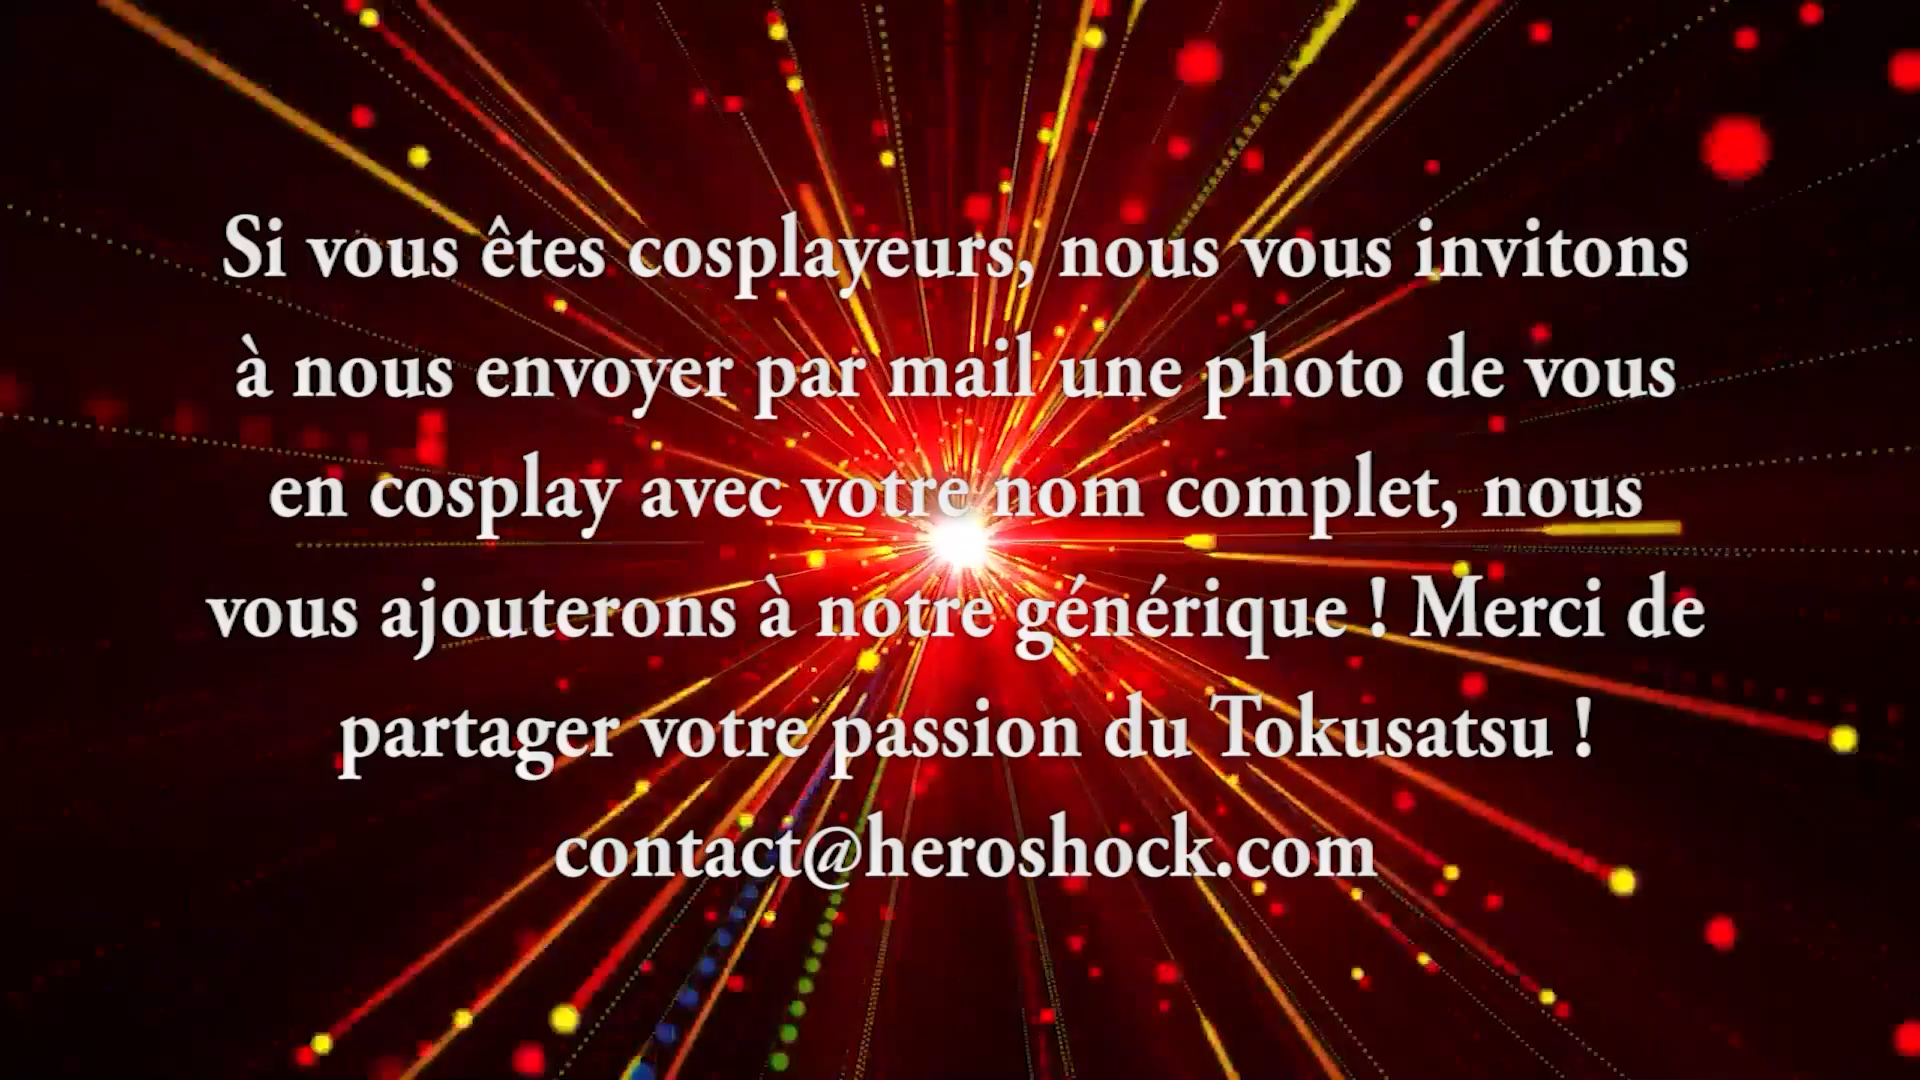 Si vous êtes cosplayeurs, nous vous invitons
à nous envoyer par mail une photo de vous
en cosplay avec votre nom complet, nous
vous ajouterons à notre générique ! Merci de
partager votre passion du Tokusatsu !
contact@heroshock.com